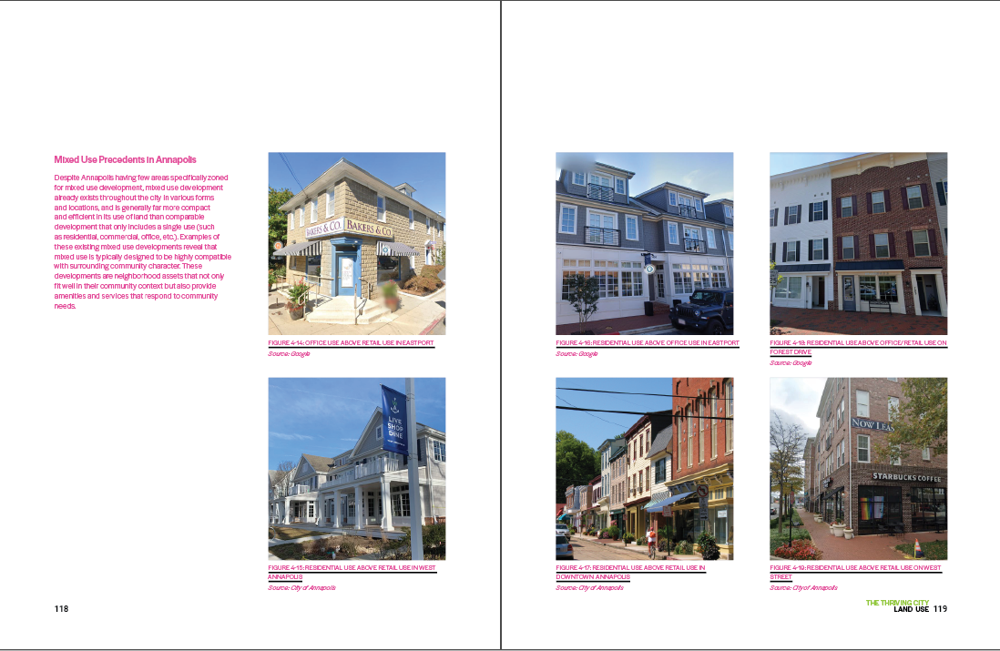 Mixed Use Precedents in Annapolis
Despite Annapolis having few areas specifically zoned
for mixed use development, mixed use development
already exists throughout the city in various forms
and locations, and is generally far more compact
and efficient in its use of land than comparable
development that only includes a single use (such
as residential, commercial, office, etc.). Examples of
these existing mixed use developments reveal that
mixed use is typically designed to be highly compatible
with surrounding community character. These
developments are neighborhood assets that not only
fit well in their community context but also provide
amenities and services that respond to community
needs.
BAKERS & CO.
BAKERS & CO.
FIGURE 4-14: OFFICE USE ABOVE RETAIL USE IN EASTPORT
Source: Google
LIVE
SHOP
DINE
FIGURE 4-15: RESIDENTIAL USE ABOVE RETAIL USE IN WEST
ANNAPOLIS
Source: City of Annapolis
118
FIGURE 4-16: RESIDENTIAL USE ABOVE OFFICE USE IN EASTPORT
Source: Google
FIGURE 4-18: RESIDENTIAL USE ABOVE OFFICE/RETAIL USE ON
FOREST DRIVE
Source: Google
FIGURE 4-17: RESIDENTIAL USE ABOVE RETAIL USE IN
DOWNTOWN ANNAPOLIS
Source: City of Annapolis
NOW LEAS
STARBUCKS COFFEE
FIGURE 4-19: RESIDENTIAL USE ABOVE RETAIL USE ON WEST
STREET
Source: City of Annapolis
THE THRIVING CITY
LAND USE 119